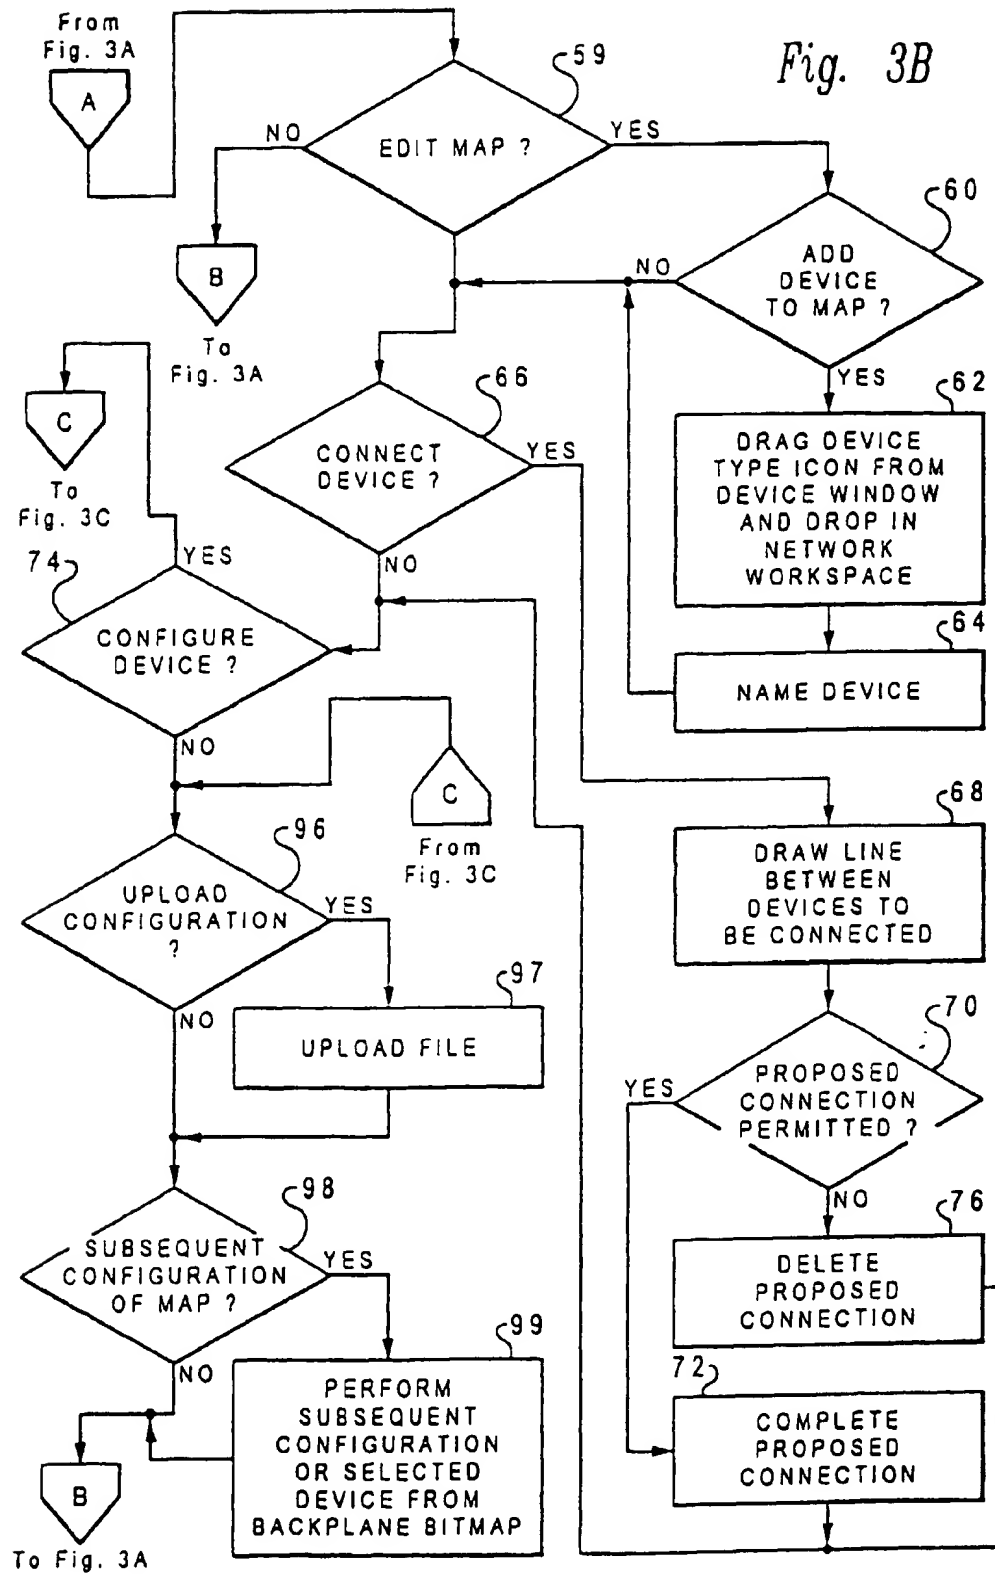 From
Fig. 3A
A
Fig. 3B
59
EDIT MAP ?
NO
YES
B
To
Fig. 3A
60
ADD
DEVICE
TO MAP ?
NO
YES
C
To
Fig. 3C
66
CONNECT
DEVICE ?
YES
NO
62
DRAG DEVICE
TYPE ICON FROM
DEVICE WINDOW
AND DROP IN
NETWORK
WORKSPACE
64
NAME DEVICE
74
YES
CONFIGURE
DEVICE ?
NO
C
From
Fig. 3C
68
DRAW LINE
BETWEEN
DEVICES TO
BE CONNECTED
96
UPLOAD
CONFIGURATION
?
YES
NO
97
UPLOAD FILE
70
PROPOSED
CONNECTION
PERMITTED ?
YES
NO
98
SUBSEQUENT
CONFIGURATION
OF MAP ?
YES
NO
76
DELETE
PROPOSED
CONNECTION
99
PERFORM
SUBSEQUENT
CONFIGURATION
OR SELECTED
DEVICE FROM
BACKPLANE BITMAP
72
COMPLETE
PROPOSED
CONNECTION
B
To Fig. 3A